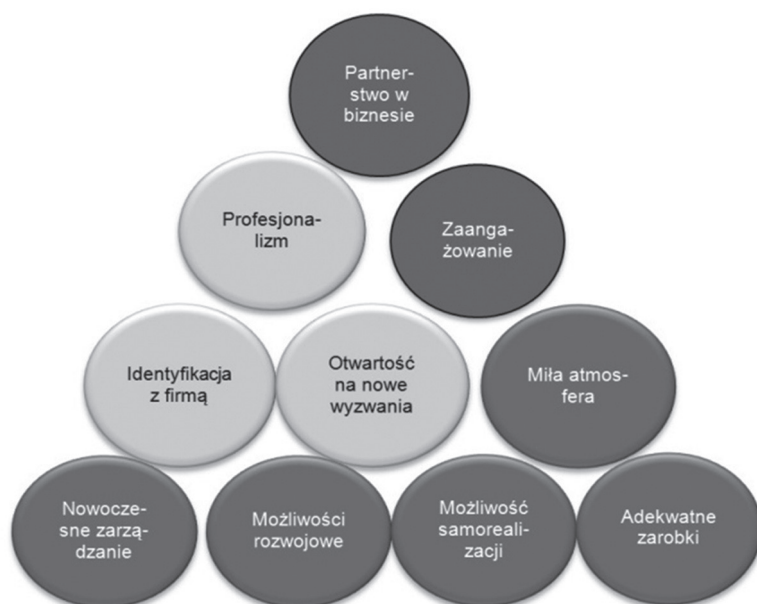 Partner-
stwo w
biznesie
Profesjona-
lizm
Zaanga-
żowanie
Identyfikacja
z firmą
Otwartość
na nowe
wyzwania
Miła atmos-
fera
Nowocze-
sne zarzą-
dzanie
Możliwości
rozwojowe
Możliwość
samoreali-
zacji
Adekwatne
zarobki